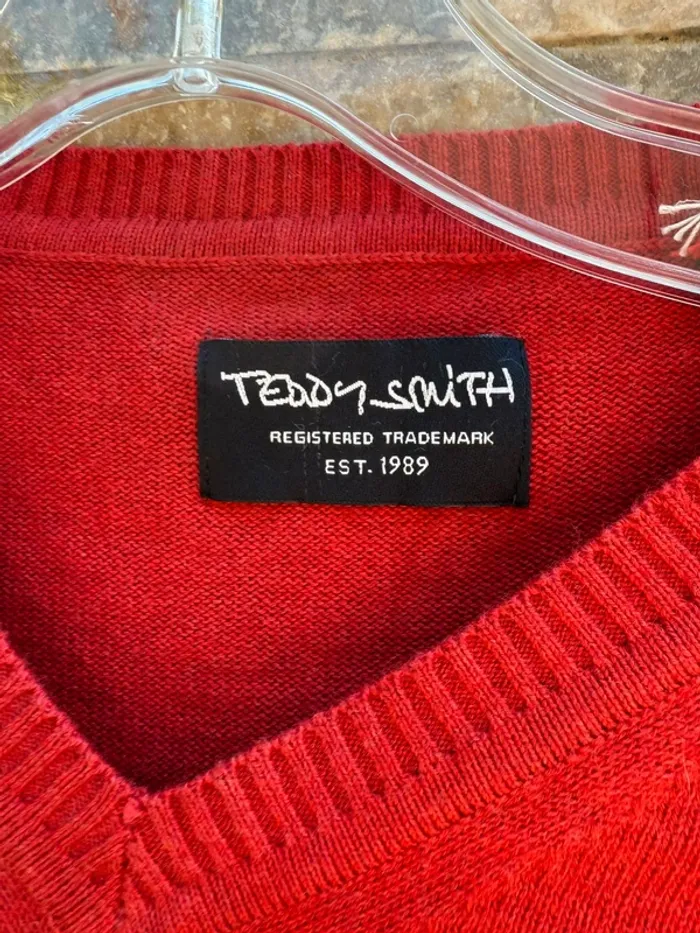 TEDDY SMiTH
REGISTERED TRADEMARK
EST. 1989